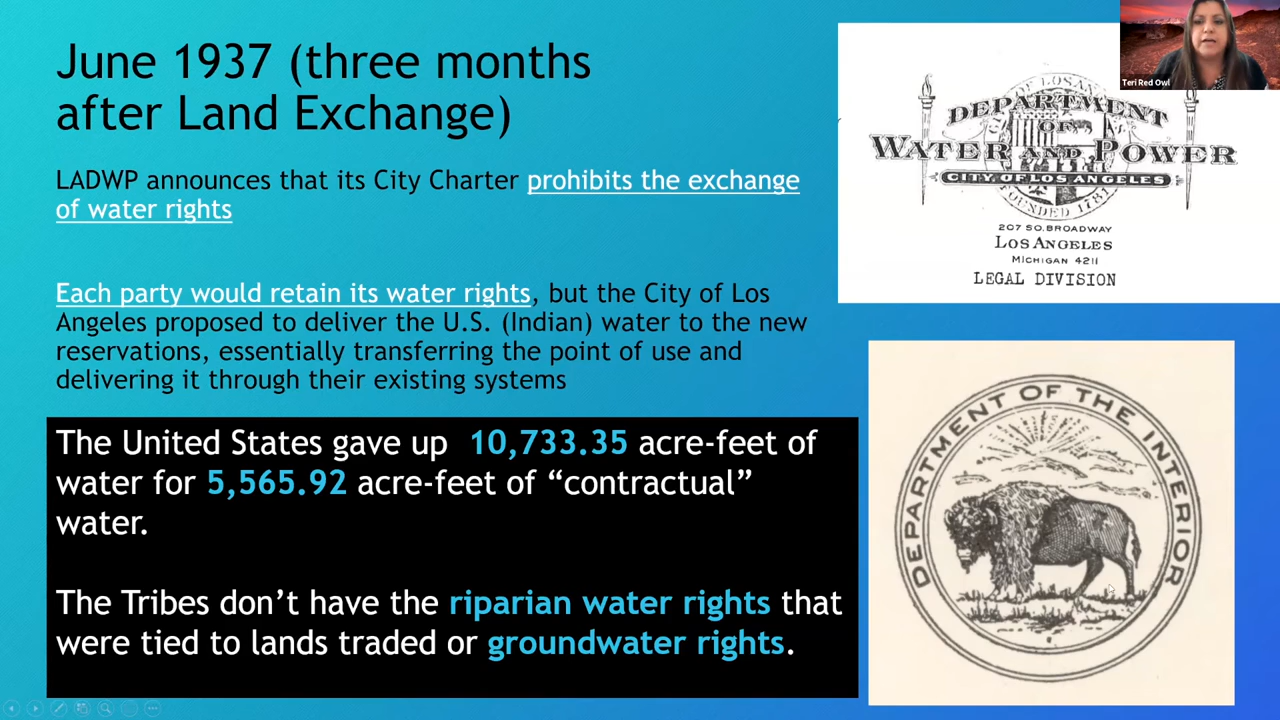 June 1937 (three months
after Land Exchange)
LADWP announces that its City Charter prohibits the exchange
of water rights
Each party would retain its water rights, but the City of Los
Angeles proposed to deliver the U.S. (Indian) water to the new
reservations, essentially transferring the point of use and
delivering it through their existing systems
The United States gave up 10,733.35 acre-feet of
water for 5,565.92 acre-feet of “contractual”
water.
The Tribes don’t have the riparian water rights that
were tied to lands traded or groundwater rights.
OF LOS AN
DEPARTMENT
OF
WATER AND POWER
CITY OF LOS ANGELES
FOUNDED 1781
207 SO. BROADWAY
LOS ANGELES
MICHIGAN 4211
LEGAL DIVISION
DEPARTMENT OF THE INTERIOR
Teri Red Owl